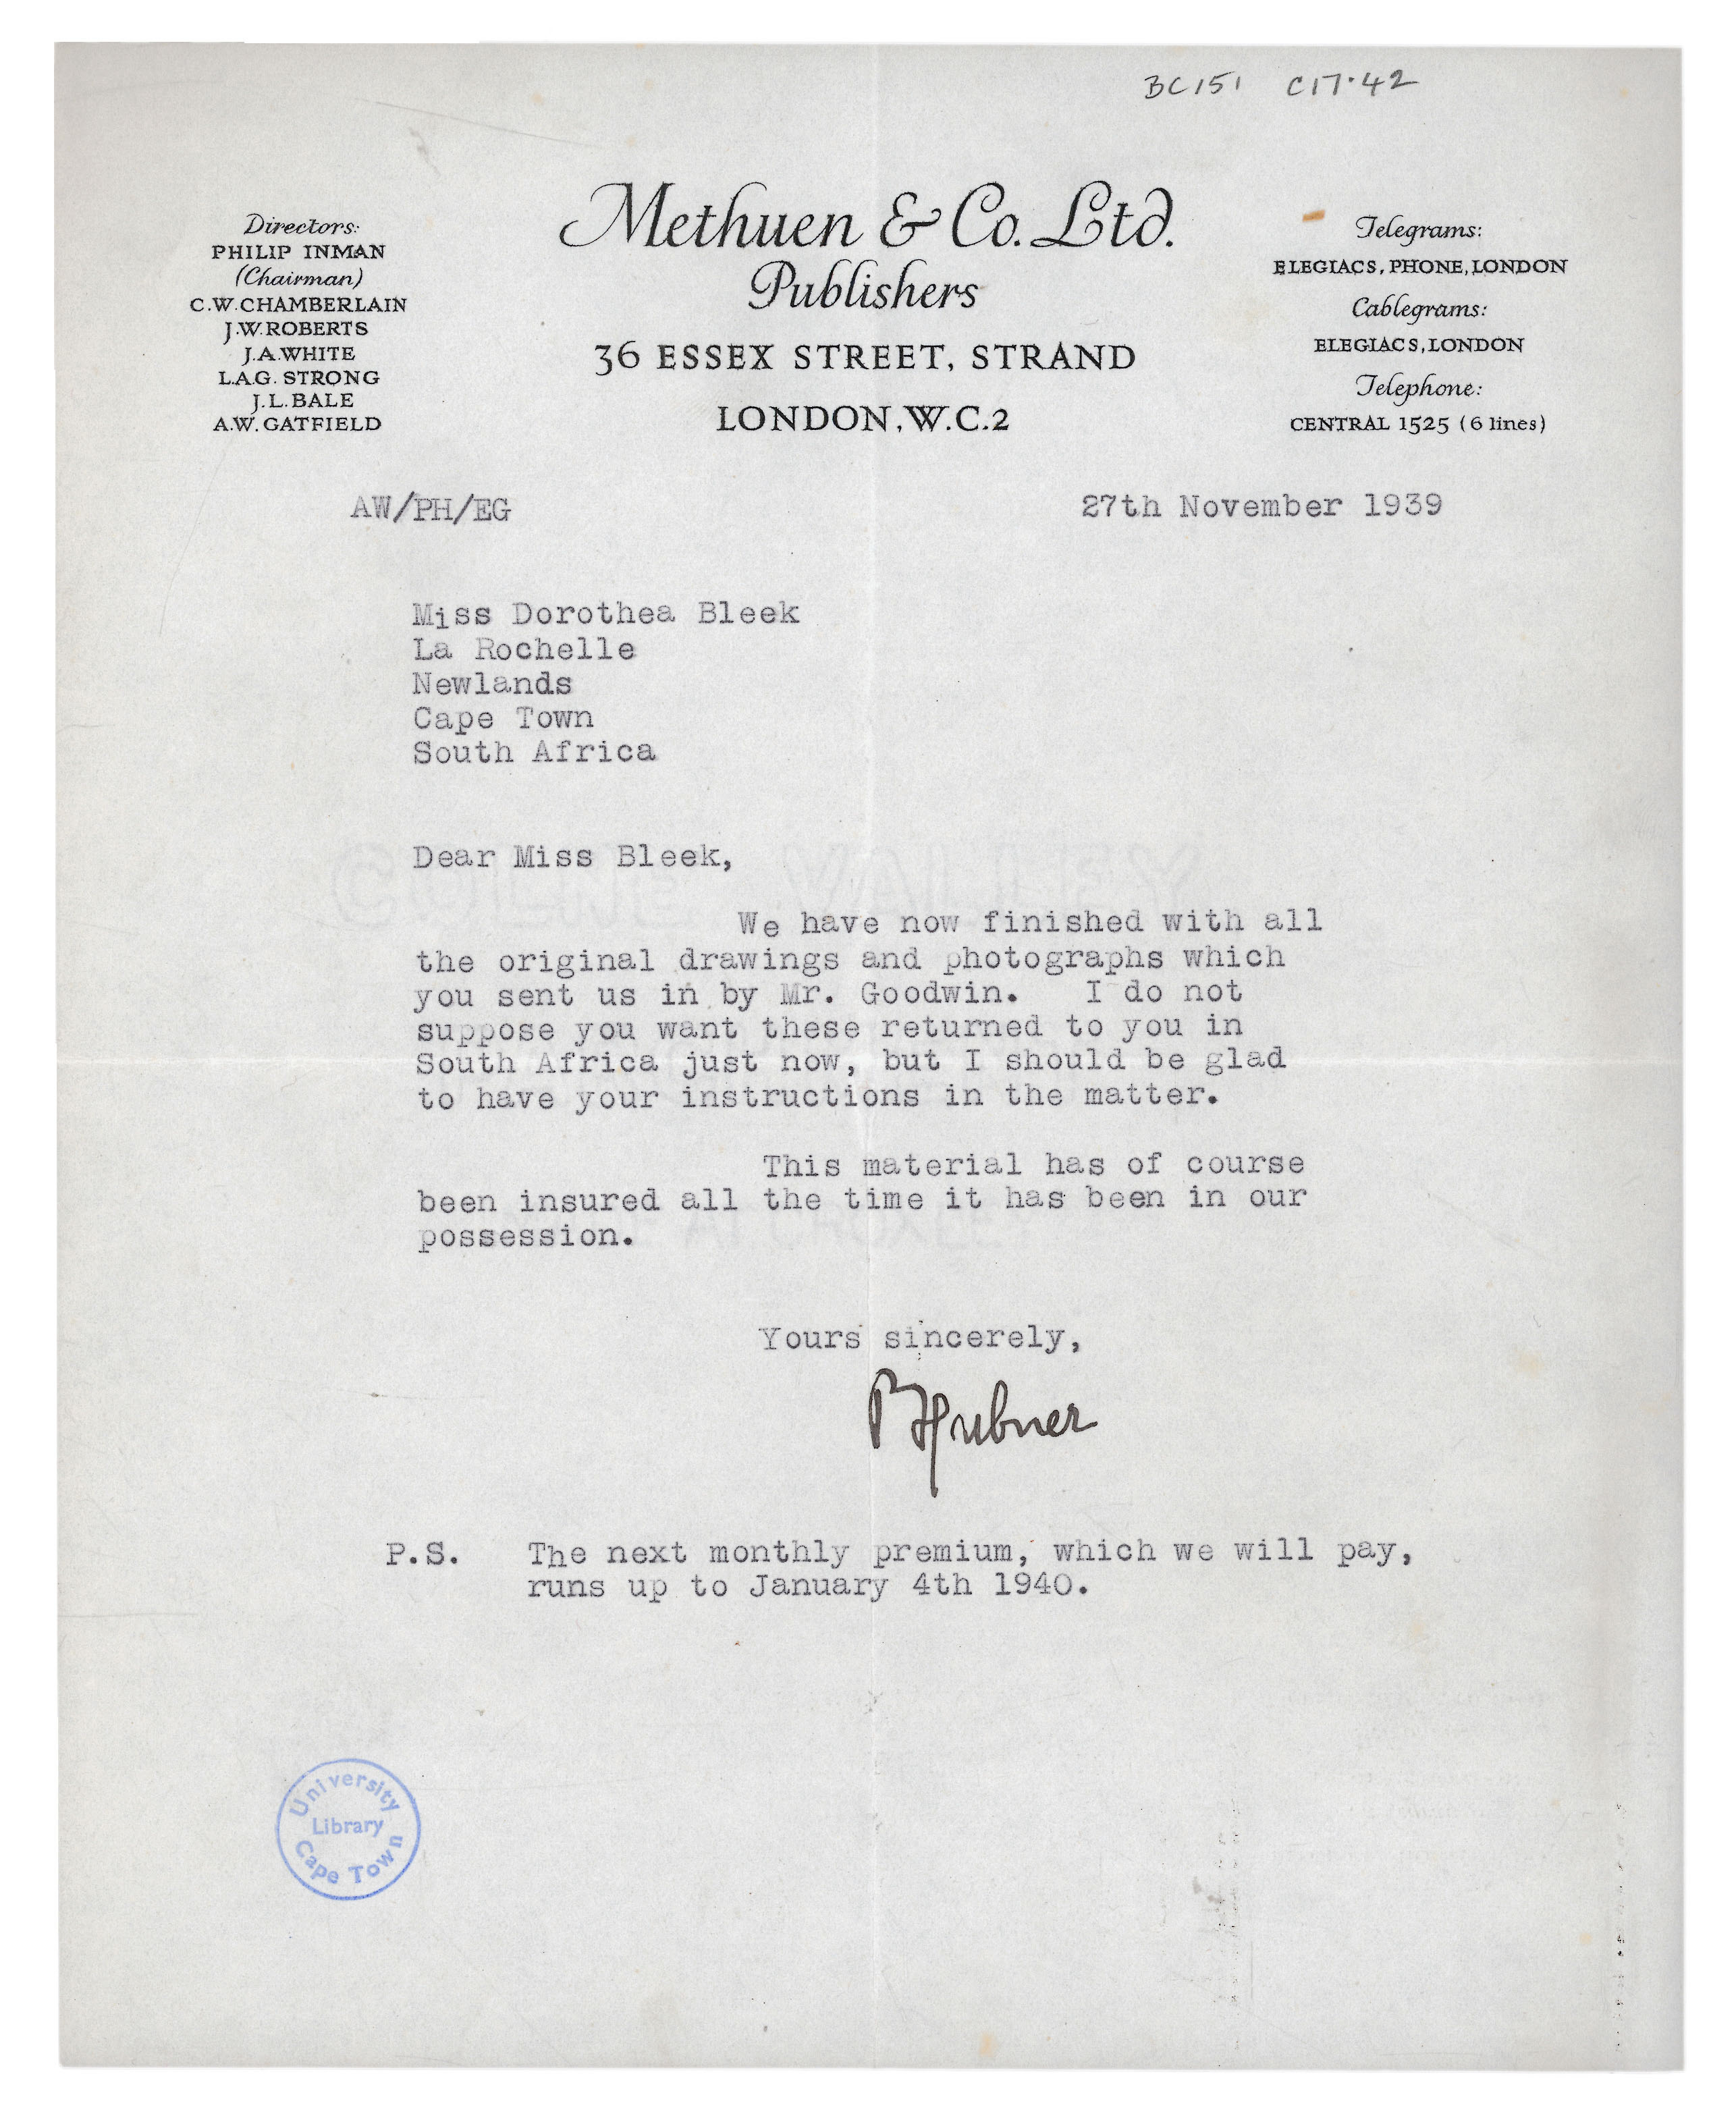 BC151 C17.42
Directors:
PHILIP INMAN
(Chairman)
C.W.CHAMBERLAIN
J.W.ROBERTS
J.A.WHITE
L.A.G. STRONG
J.L.BALE
A.W.GATFIELD
Methuen & Co. Ltd.
Publishers
36 ESSEX STREET, STRAND
LONDON, W.C.2
Telegrams:
ELEGIACS, PHONE, LONDON
Cablegrams:
ELEGIACS, LONDON
Telephone:
CENTRAL 1525 (6 lines)
AW/PH/EG
27th November 1939
Miss Dorothea Bleek
La Rochelle
Newlands
Cape Town
South Africa
Dear Miss Bleek,
We have now finished with all
the original drawings and photographs which
you sent us in by Mr. Goodwin. I do not
suppose you want these returned to you in
South Africa just now, but I should be glad
to have your instructions in the matter.
This material has of course
been insured all the time it has been in our
possession.
Yours sincerely,
PHubner
P.S. The next monthly premium, which we will pay,
runs up to January 4th 1940.
University
Library
Cape Town